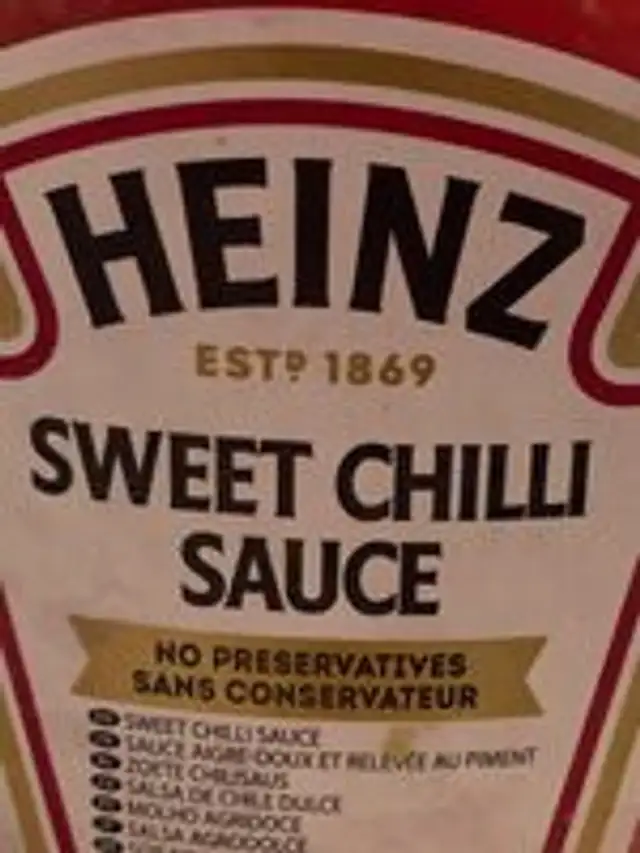 HEINZ
ESTD 1869
SWEET CHILLI
SAUCE
NO PRESERVATIVES
SANS CONSERVATEUR
SWEET CHILLI SAUCE
SAUCE AIGRE-DOUX ET RELEVÉE AU PIMENT
ZOETE CHILISAUS
SALSA DE CHILE DULCE
MOLHO AGRIDOCE
SALSA AGRODOLCE